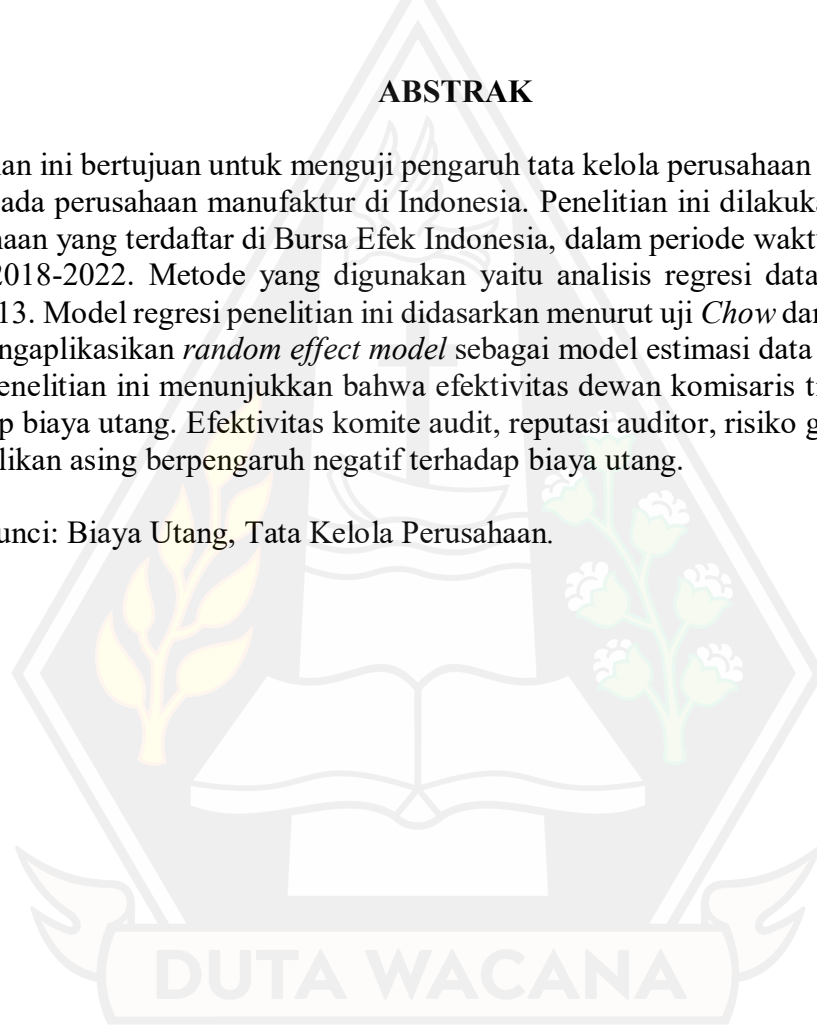 ABSTRAK
an ini bertujuan untuk menguji pengaruh tata kelola perusahaan
ada perusahaan manufaktur di Indonesia. Penelitian ini dilakuka
aan yang terdaftar di Bursa Efek Indonesia, dalam periode wakt
2018-2022. Metode yang digunakan yaitu analisis regresi data
13. Model regresi penelitian ini didasarkan menurut uji Chow dan
ngaplikasikan random effect model sebagai model estimasi data
enelitian ini menunjukkan bahwa efektivitas dewan komisaris ti
p biaya utang. Efektivitas komite audit, reputasi auditor, risiko g
likan asing berpengaruh negatif terhadap biaya utang.
unci: Biaya Utang, Tata Kelola Perusahaan.
DUTA WACANA